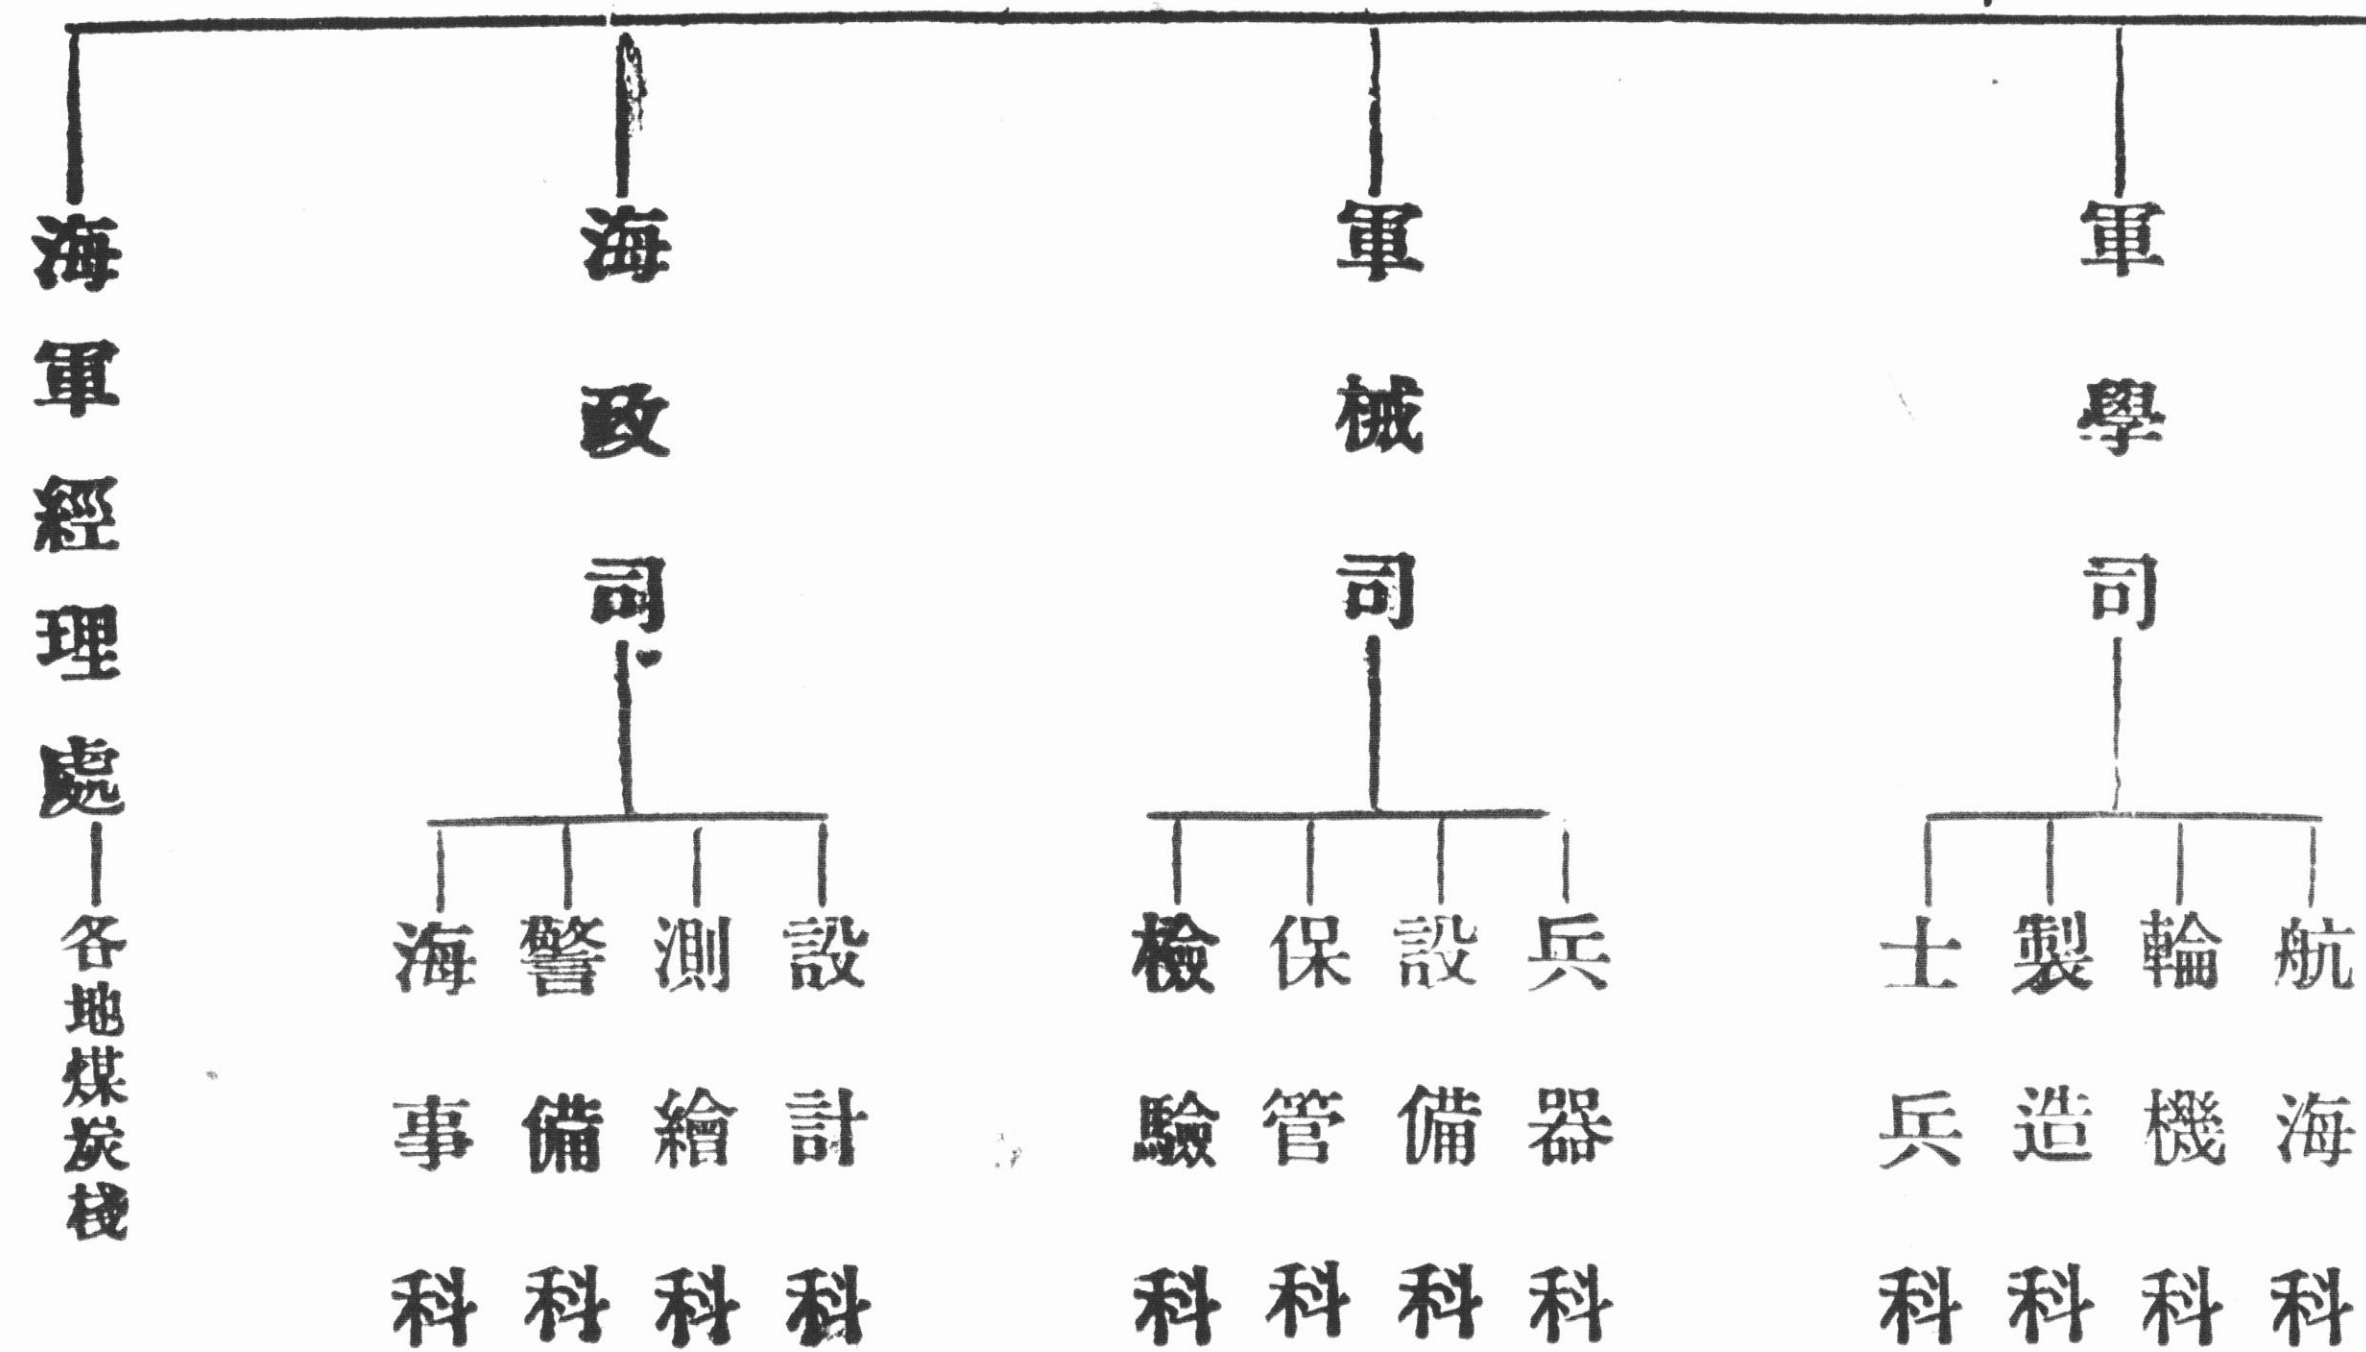 軍學司
航海科
輪機科
製造科
士兵科
軍械司
兵器科
設備科
保管科
檢驗科
海政司
設計科
測繪科
警備科
海事科
海軍經理處
各地煤炭棧